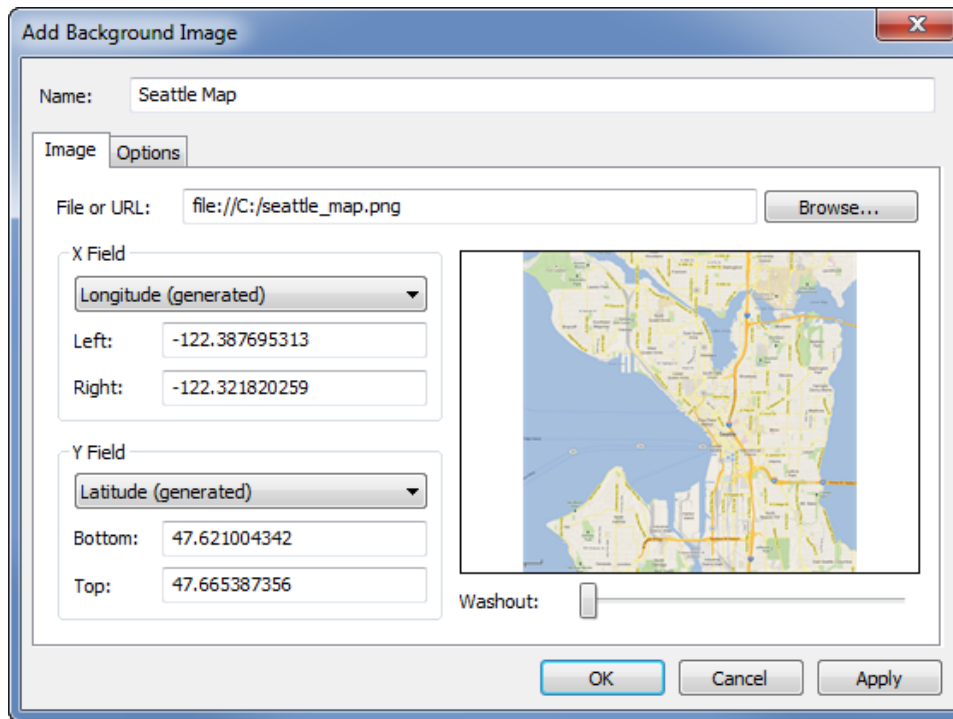 Add Background Image
Name: Seattle Map
Image Options
File or URL: file://C:/seattle_map.png Browse...
X Field
Longitude (generated)
Left: -122.387695313
Right: -122.321820259
Y Field
Latitude (generated)
Bottom: 47.621004342
Top: 47.665387356
Seattle
Washout:
OK Cancel Apply